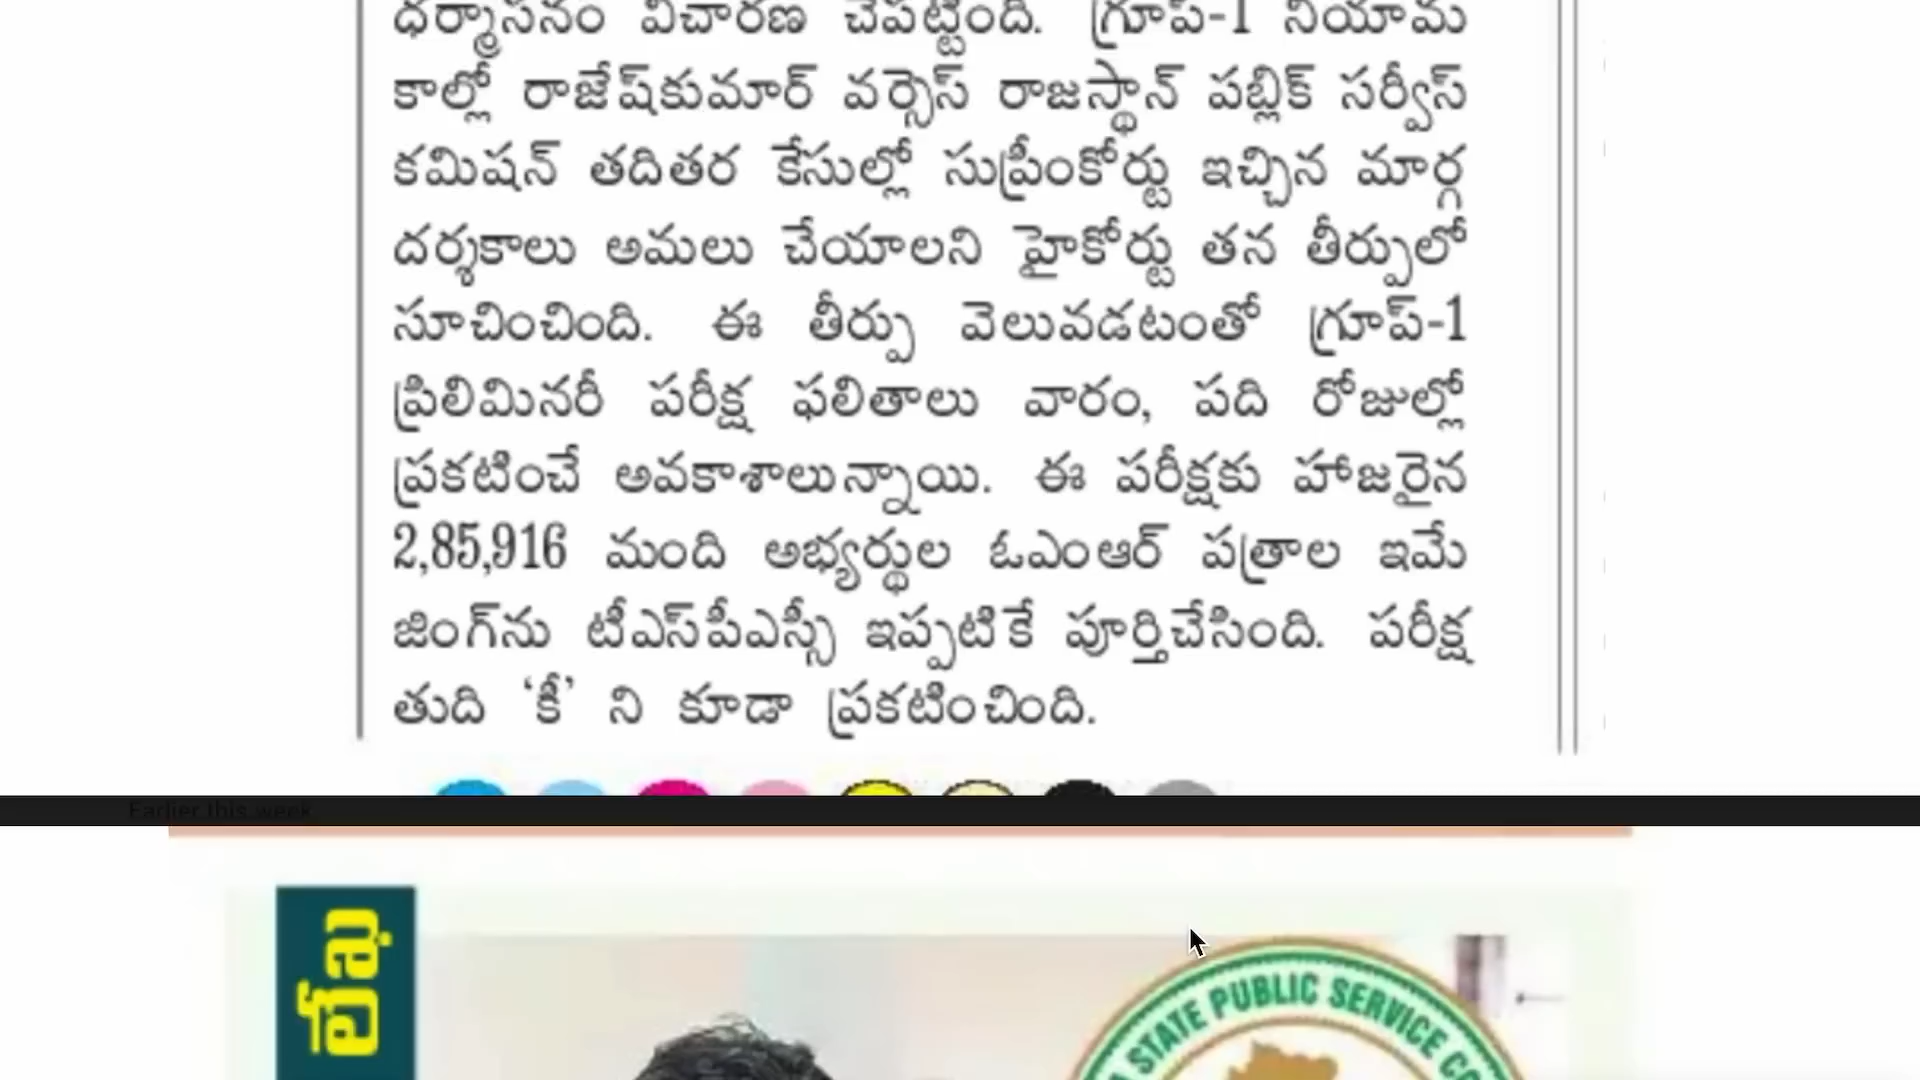 ధర్మాసనం విచారణ చేపట్టింది. గ్రూప్-1 నియామ
కాల్లో రాజేష్‌కుమార్ వర్సెస్ రాజస్థాన్ పబ్లిక్ సర్వీస్
కమిషన్ తదితర కేసుల్లో సుప్రీంకోర్టు ఇచ్చిన మార్గ
దర్శకాలు అమలు చేయాలని హైకోర్టు తన తీర్పులో
సూచించింది. ఈ తీర్పు వెలువడటంతో గ్రూప్-1
ప్రిలిమినరీ పరీక్ష ఫలితాలు వారం, పది రోజుల్లో
ప్రకటించే అవకాశాలున్నాయి. ఈ పరీక్షకు హాజరైన
2,85,916 మంది అభ్యర్థుల ఓఎంఆర్ పత్రాల ఇమే
జింగ్‌ను టీఎస్‌పీఎస్సీ ఇప్పటికే పూర్తిచేసింది. పరీక్ష
తుది ‘కీ’ ని కూడా ప్రకటించింది.
Earlier this week
STATE PUBLIC SERVICE